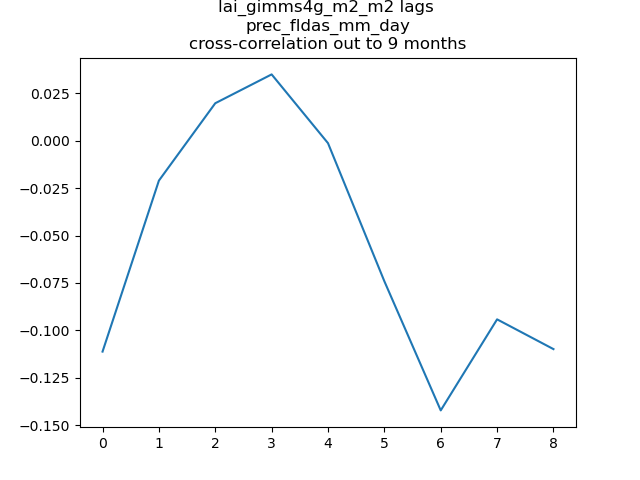 lai_gimms4g_m2_m2 lags
prec_fldas_mm_day
cross-correlation out to 9 months
0.025
0.000
−0.025
−0.050
−0.075
−0.100
−0.125
−0.150
0 1 2 3 4 5 6 7 8